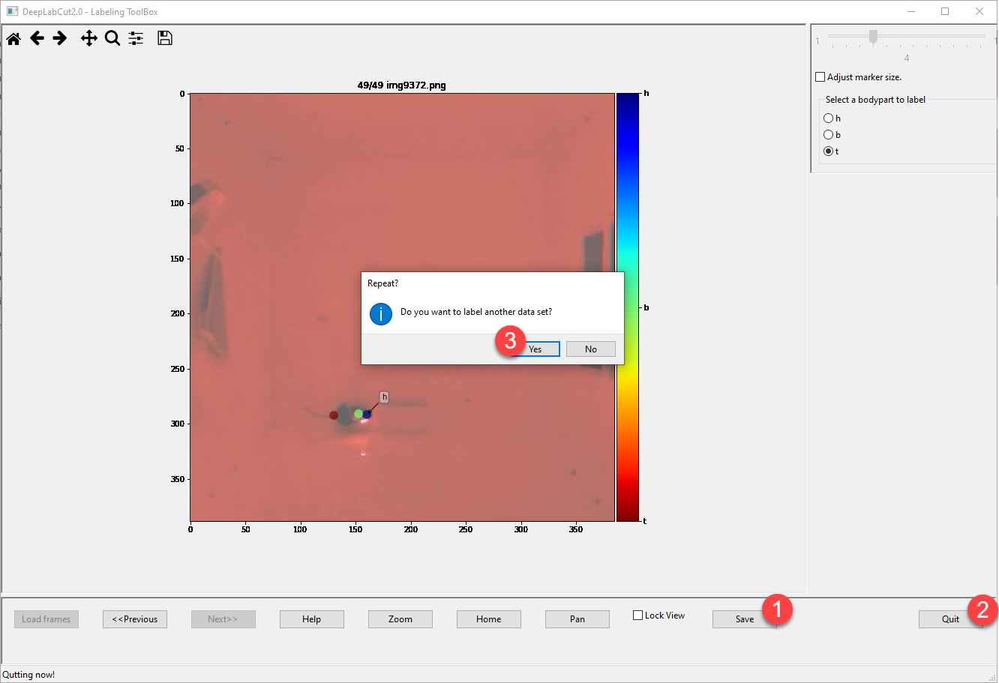 DeepLabCut2.0 - Labeling ToolBox
49/49 img9372.png
0
50
100
150
200
250
300
350
0 50 100 150 200 250 300 350
h
b
t
h
1
4
Adjust marker size.
Select a bodypart to label
h
b
t
Repeat?
Do you want to label another data set?
3 Yes No
Load frames <<Previous Next>> Help Zoom Home Pan Lock View Save 1 Quit 2
Qutting now!